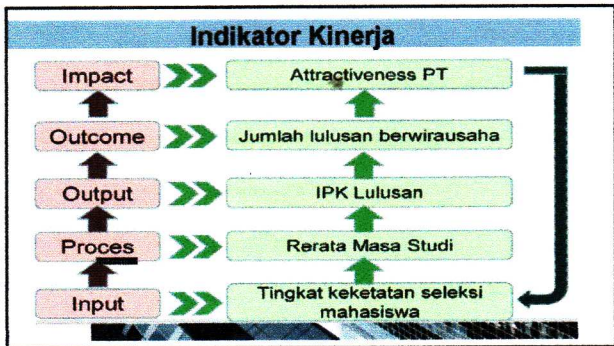 Indikator Kinerja
Impact
Attractiveness PT
Outcome
Jumlah lulusan berwirausaha
Output
IPK Lulusan
Proces
Rerata Masa Studi
Input
Tingkat keketatan seleksi
mahasiswa